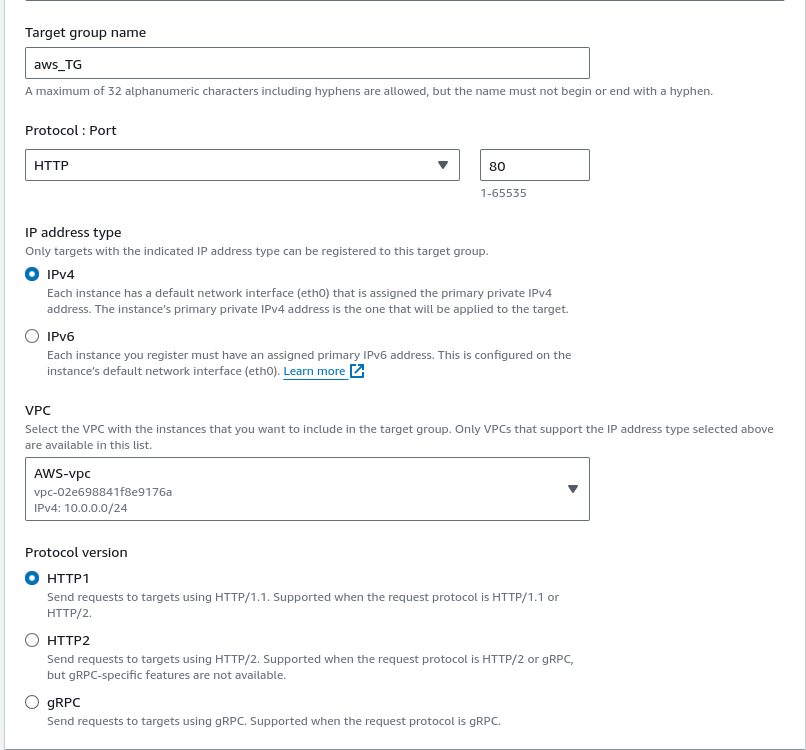 Target group name
aws_TG
A maximum of 32 alphanumeric characters including hyphens are allowed, but the name must not begin or end with a hyphen.
Protocol : Port
HTTP
80
1-65535
IP address type
Only targets with the indicated IP address type can be registered to this target group.
IPv4
Each instance has a default network interface (eth0) that is assigned the primary private IPv4
address. The instance's primary private IPv4 address is the one that will be applied to the target.
IPv6
Each instance you register must have an assigned primary IPv6 address. This is configured on the
instance's default network interface (eth0). Learn more
VPC
Select the VPC with the instances that you want to include in the target group. Only VPCs that support the IP address type selected above
are available in this list.
AWS-vpc
vpc-02e698841f8e9176a
IPv4: 10.0.0.0/24
Protocol version
HTTP1
Send requests to targets using HTTP/1.1. Supported when the request protocol is HTTP/1.1 or
HTTP/2.
HTTP2
Send requests to targets using HTTP/2. Supported when the request protocol is HTTP/2 or gRPC,
but gRPC-specific features are not available.
gRPC
Send requests to targets using gRPC. Supported when the request protocol is gRPC.